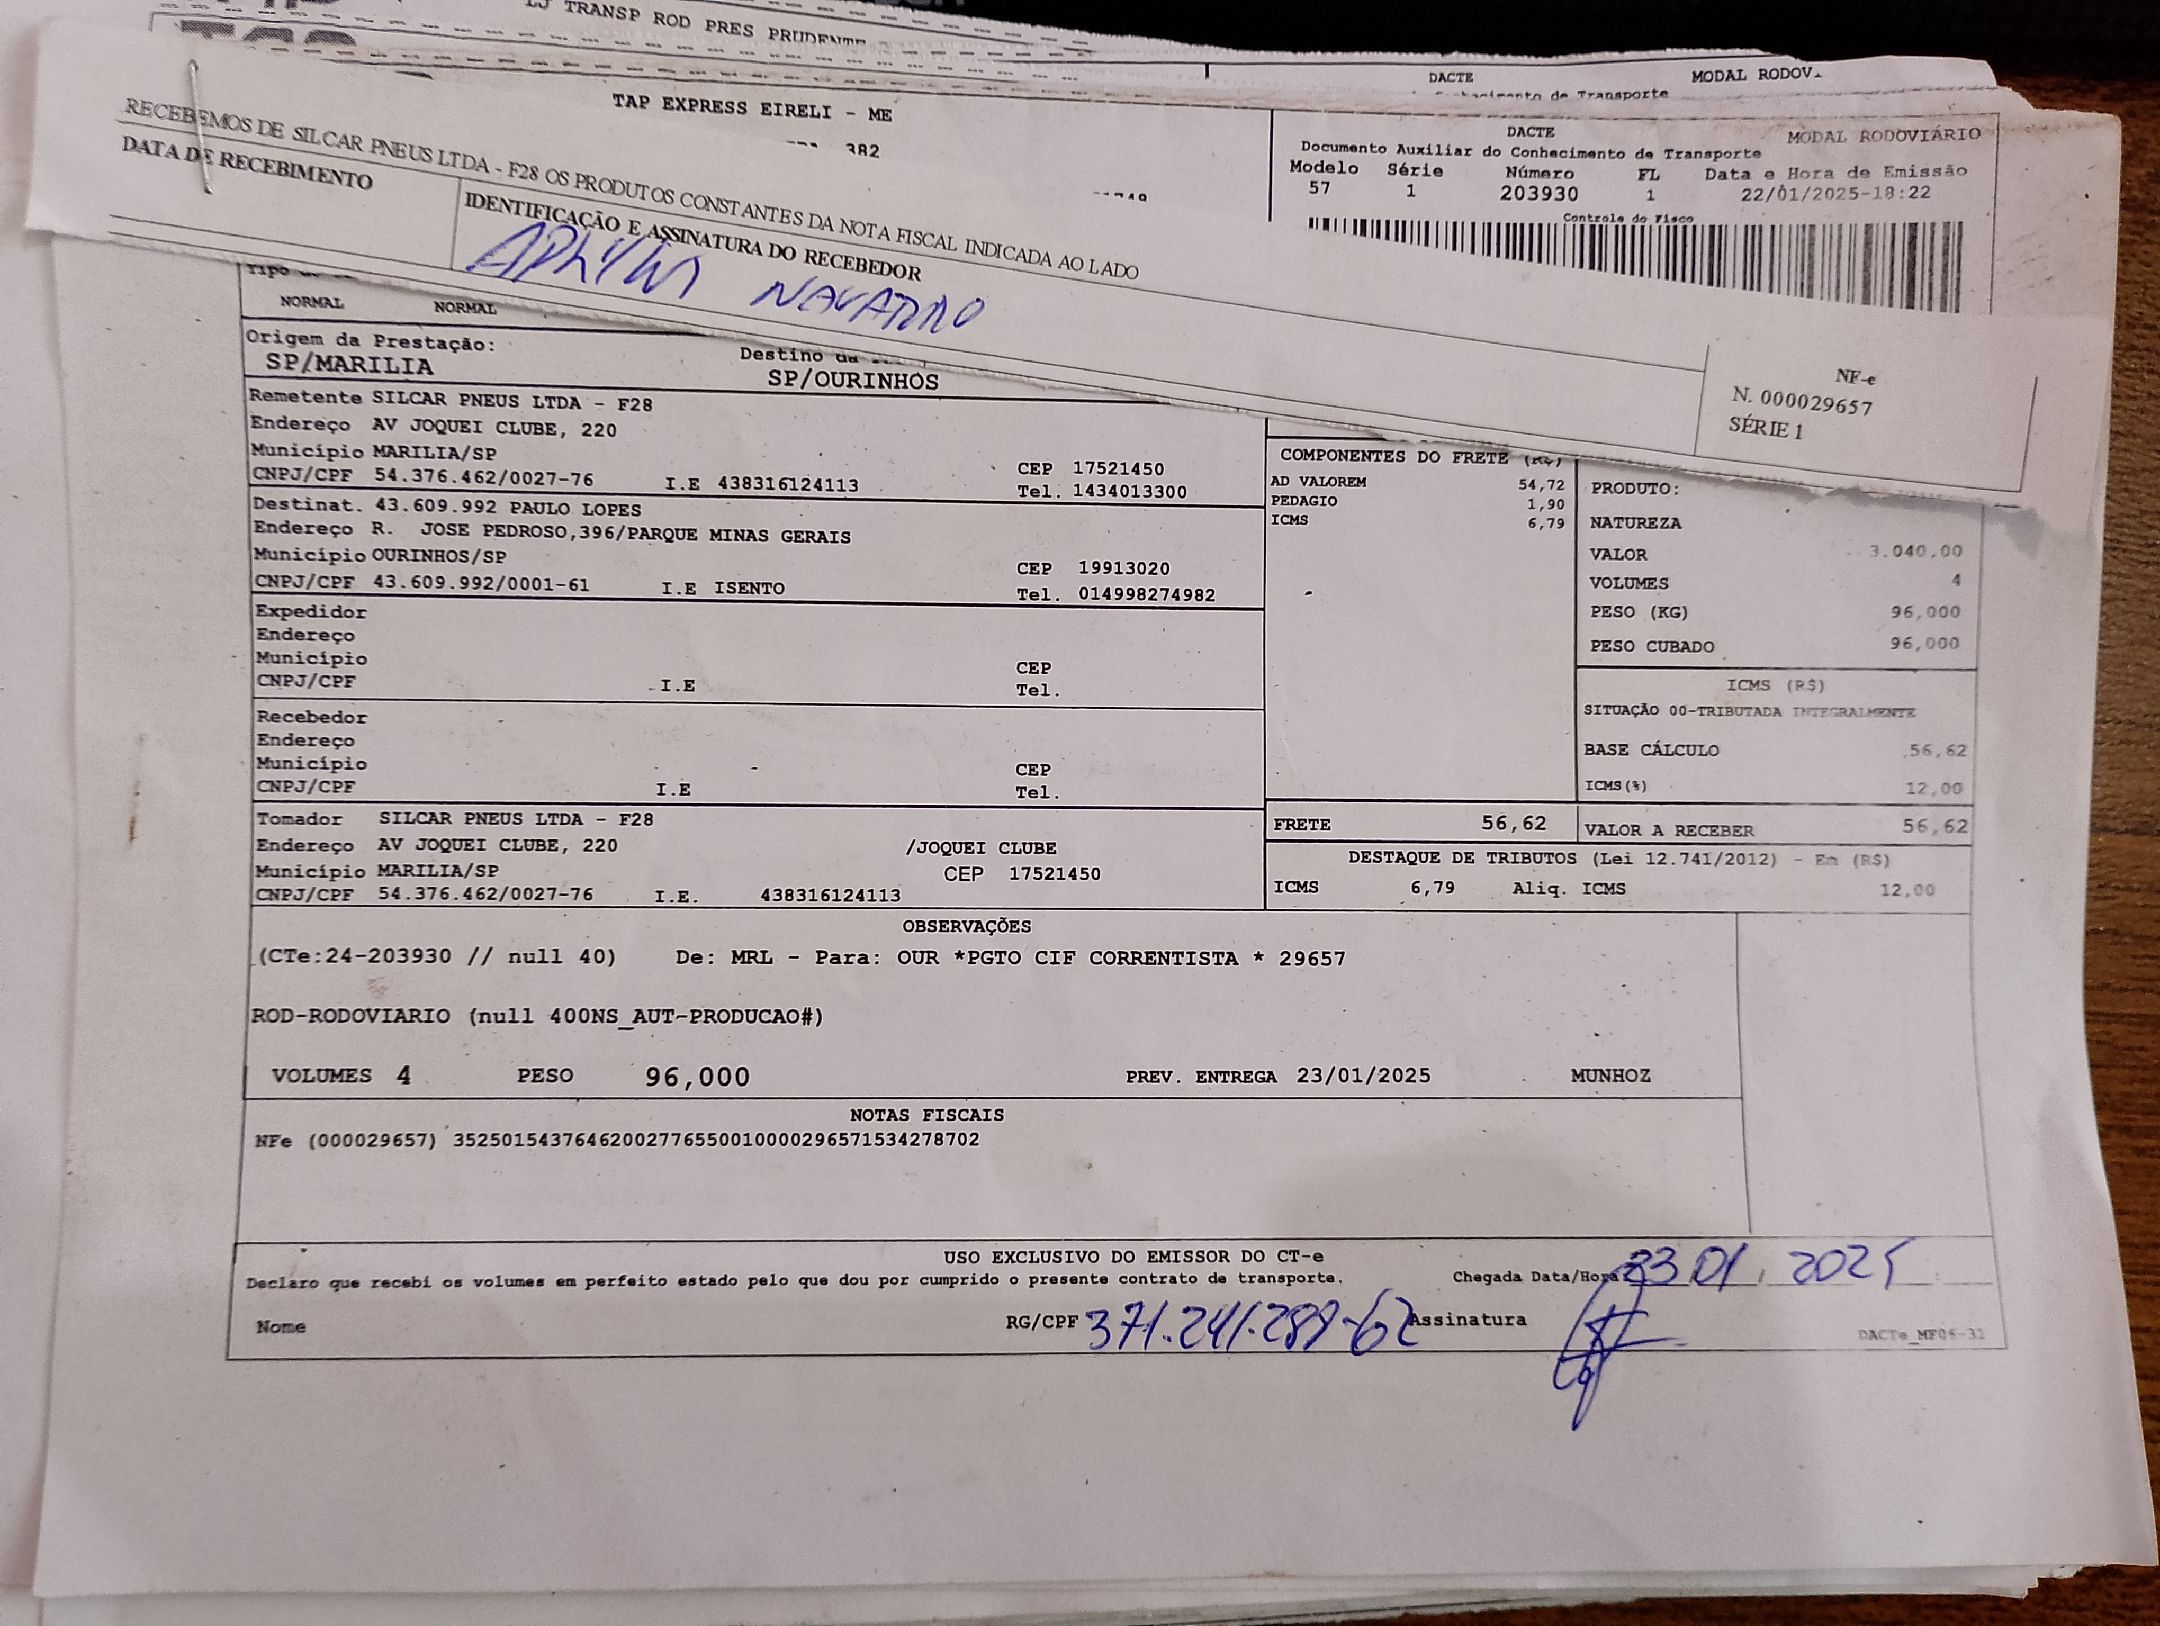 LJ TRANSP ROD PRES PRUDENTE
DACTE MODAL RODOV.
TAP EXPRESS EIRELI - ME
382
DACTE MODAL RODOVIÁRIO
Documento Auxiliar do Conhecimento de Transporte
Modelo Série Número FL Data e Hora de Emissão
57 1 203930 1 22/01/2025-18:22
Controle do Fisco
RECEBEMOS DE SILCAR PNEUS LTDA - F28 OS PRODUTOS CONSTANTES DA NOTA FISCAL INDICADA AO LADO
DATA DE RECEBIMENTO
IDENTIFICAÇÃO E ASSINATURA DO RECEBEDOR
NAVARRO
NF-e
N. 000029657
SÉRIE 1
NORMAL NORMAL
Origem da Prestação:
SP/MARILIA
Destino da
SP/OURINHOS
Remetente SILCAR PNEUS LTDA - F28
Endereço AV JOQUEI CLUBE, 220
Município MARILIA/SP CEP 17521450
CNPJ/CPF 54.376.462/0027-76 I.E 438316124113 Tel. 1434013300
Destinat. 43.609.992 PAULO LOPES
Endereço R. JOSE PEDROSO,396/PARQUE MINAS GERAIS
Município OURINHOS/SP CEP 19913020
CNPJ/CPF 43.609.992/0001-61 I.E ISENTO Tel. 014998274982
Expedidor
Endereço
Município CEP
CNPJ/CPF I.E Tel.
Recebedor
Endereço
Município CEP
CNPJ/CPF I.E Tel.
Tomador SILCAR PNEUS LTDA - F28
Endereço AV JOQUEI CLUBE, 220 /JOQUEI CLUBE
Município MARILIA/SP CEP 17521450
CNPJ/CPF 54.376.462/0027-76 I.E. 438316124113
COMPONENTES DO FRETE (R$)
AD VALOREM 54,72
PEDAGIO 1,90
ICMS 6,79
PRODUTO:
NATUREZA
VALOR 3.040,00
VOLUMES 4
PESO (KG) 96,000
PESO CUBADO 96,000
ICMS (R$)
SITUAÇÃO 00-TRIBUTADA INTEGRALMENTE
BASE CÁLCULO 56,62
ICMS(%) 12,00
FRETE 56,62 VALOR A RECEBER 56,62
DESTAQUE DE TRIBUTOS (Lei 12.741/2012) - Em (R$)
ICMS 6,79 Aliq. ICMS 12,00
OBSERVAÇÕES
(CTe:24-203930 // null 40) De: MRL - Para: OUR *PGTO CIF CORRENTISTA * 29657
ROD-RODOVIARIO (null 400NS_AUT-PRODUCAO#)
VOLUMES 4 PESO 96,000 PREV. ENTREGA 23/01/2025 MUNHOZ
NOTAS FISCAIS
NFe (000029657) 35250154376462002776550010000296571534278702
USO EXCLUSIVO DO EMISSOR DO CT-e
Declaro que recebi os volumes em perfeito estado pelo que dou por cumprido o presente contrato de transporte.
Chegada Data/Hora 23 01, 2025
Nome RG/CPF 371.241.288-62 Assinatura
DACTe_MF06-31